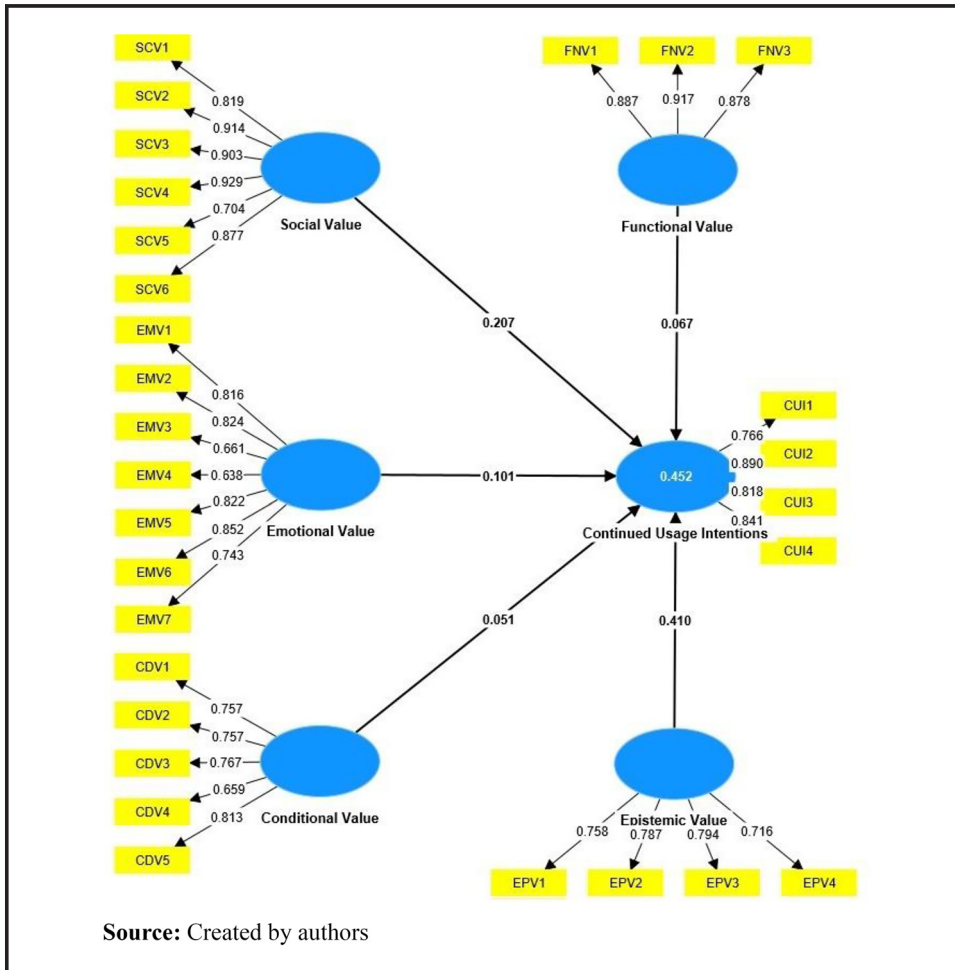 SCV1
SCV2
SCV3
SCV4
SCV5
SCV6
0.819
0.914
0.903
0.929
0.704
0.877
Social Value
FNV1
FNV2
FNV3
0.887
0.917
0.878
Functional Value
0.207
0.067
EMV1
EMV2
EMV3
EMV4
EMV5
EMV6
EMV7
0.816
0.824
0.661
0.638
0.822
0.852
0.743
Emotional Value
0.101
0.452
Continued Usage Intentions
0.766
0.890
0.818
0.841
CUI1
CUI2
CUI3
CUI4
0.051
0.410
CDV1
CDV2
CDV3
CDV4
CDV5
0.757
0.757
0.767
0.659
0.813
Conditional Value
Epistemic Value
0.758
0.787
0.794
0.716
EPV1
EPV2
EPV3
EPV4
Source: Created by authors